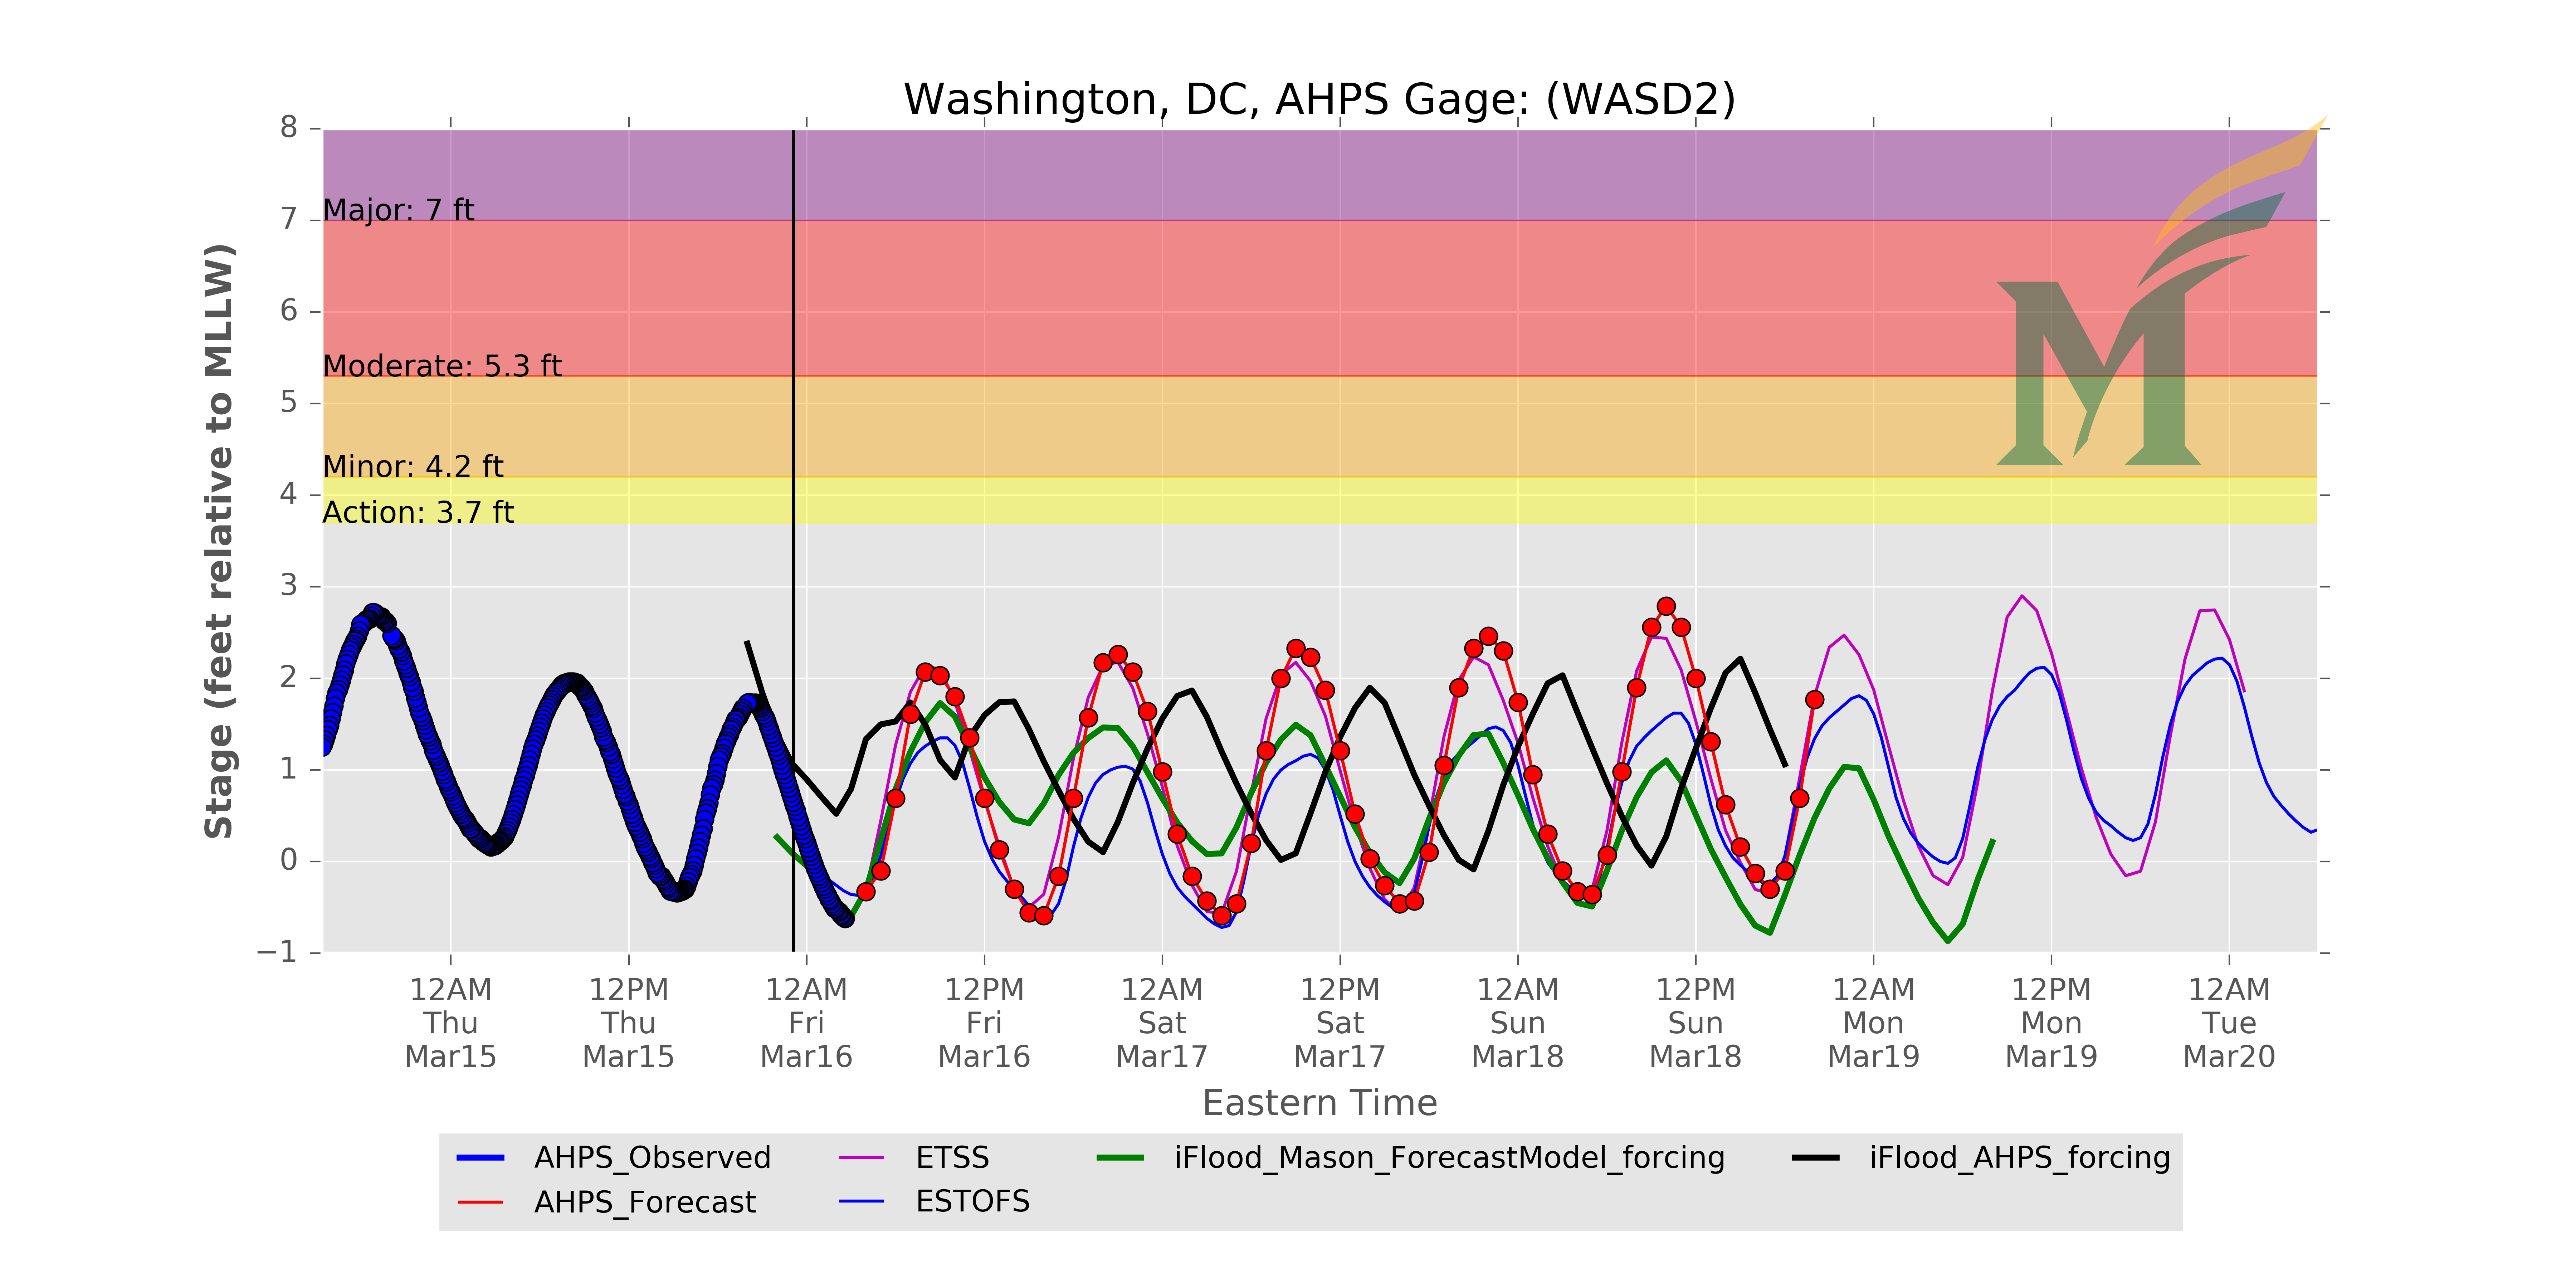 Washington, DC, AHPS Gage: (WASD2)
Stage (feet relative to MLLW)
8
7
6
5
4
3
2
1
0
−1
Major: 7 ft
Moderate: 5.3 ft
Minor: 4.2 ft
Action: 3.7 ft
M
12AM 12PM 12AM 12PM 12AM 12PM 12AM 12PM 12AM 12PM 12AM
Thu Thu Fri Fri Sat Sat Sun Sun Mon Mon Tue
Mar15 Mar15 Mar16 Mar16 Mar17 Mar17 Mar18 Mar18 Mar19 Mar19 Mar20
Eastern Time
AHPS_Observed ETSS iFlood_Mason_ForecastModel_forcing iFlood_AHPS_forcing
AHPS_Forecast ESTOFS